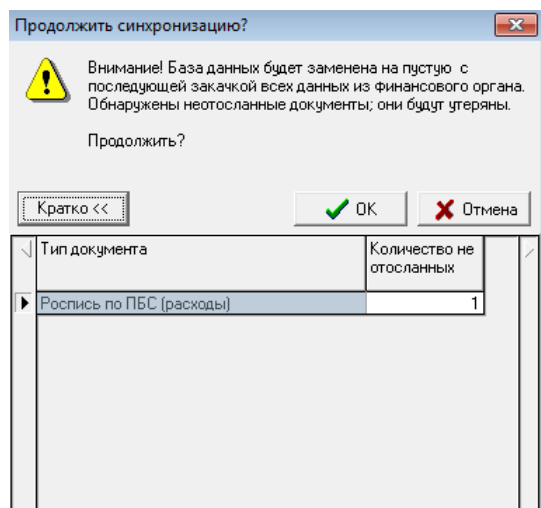 Продолжить синхронизацию?
Внимание! База данных будет заменена на пустую с
последующей закачкой всех данных из финансового органа.
Обнаружены неотосланные документы; они будут утеряны.
Продолжить?
Кратко <<
OK
Отмена
Тип документа
Количество не
отосланных
Роспись по ПБС (расходы)
1